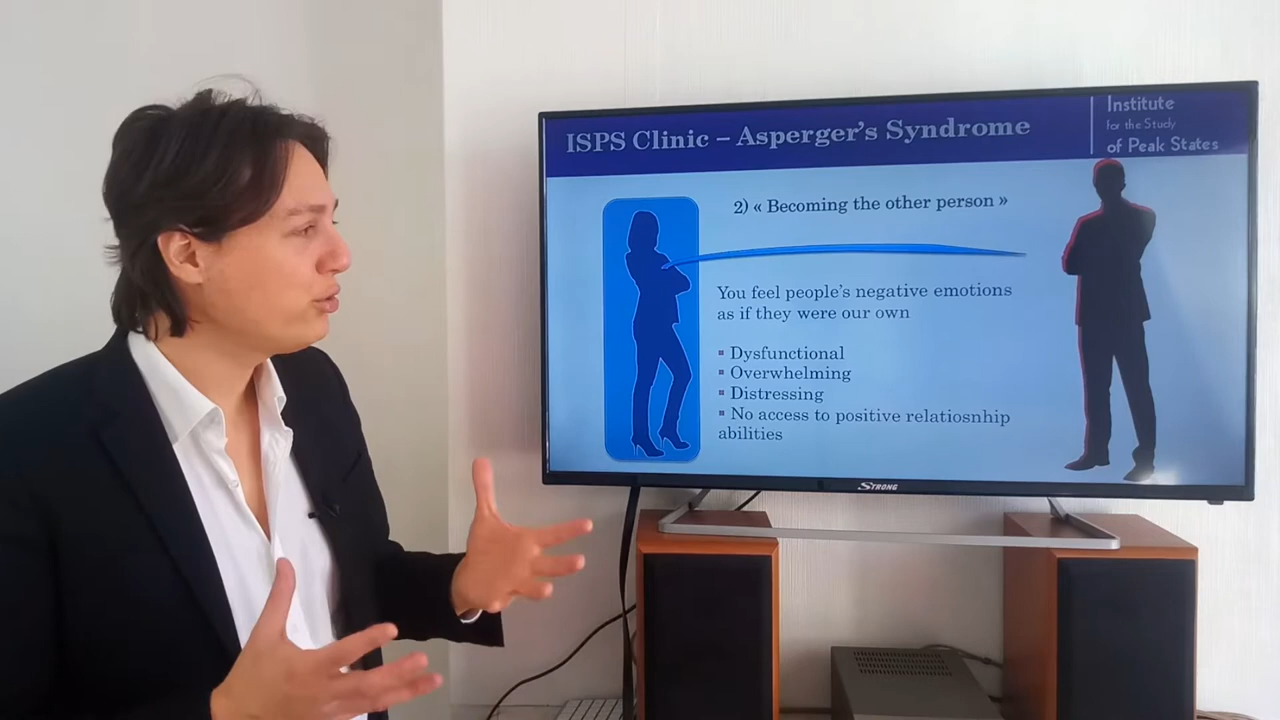 ISPS Clinic – Asperger's Syndrome
Institute
for the Study
of Peak States
2) « Becoming the other person »
You feel people's negative emotions
as if they were our own
▪ Dysfunctional
▪ Overwhelming
▪ Distressing
▪ No access to positive relatiosnhip
abilities
STRONG